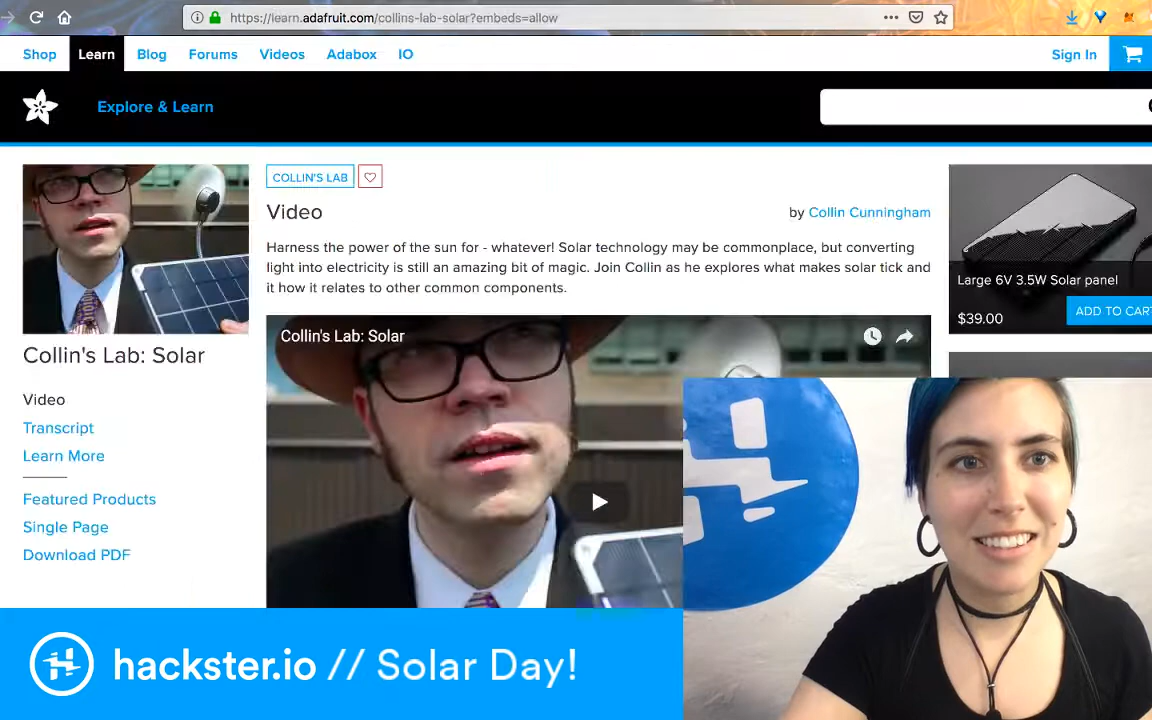 https://learn.adafruit.com/collins-lab-solar?embeds=allow
Shop Learn Blog Forums Videos Adabox IO Sign In
Explore & Learn
COLLIN'S LAB
Video
by Collin Cunningham
Harness the power of the sun for - whatever! Solar technology may be commonplace, but converting
light into electricity is still an amazing bit of magic. Join Collin as he explores what makes solar tick and
it how it relates to other common components.
Large 6V 3.5W Solar panel
$39.00
ADD TO CART
Collin's Lab: Solar
Collin's Lab: Solar
Video
Transcript
Learn More
Featured Products
Single Page
Download PDF
hackster.io // Solar Day!